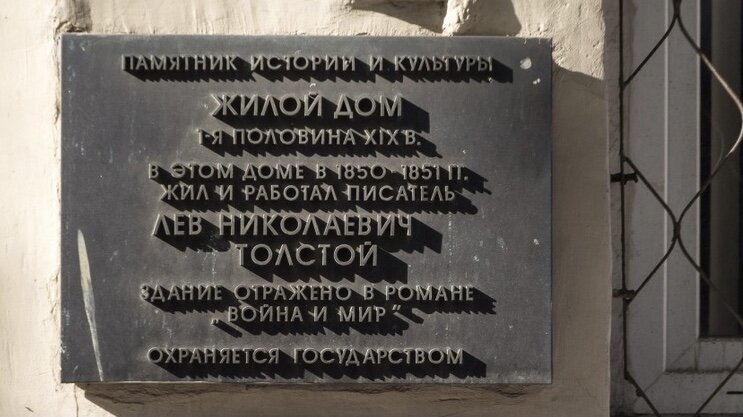 ПАМЯТНИК ИСТОРИИ И КУЛЬТУРЫ
ЖИЛОЙ ДОМ
1-Я ПОЛОВИНА XIX В.
В ЭТОМ ДОМЕ В 1850-1851 ГГ.
ЖИЛ И РАБОТАЛ ПИСАТЕЛЬ
ЛЕВ НИКОЛАЕВИЧ
ТОЛСТОЙ
ЗДАНИЕ ОТРАЖЕНО В РОМАНЕ
„ВОЙНА И МИР“
ОХРАНЯЕТСЯ ГОСУДАРСТВОМ